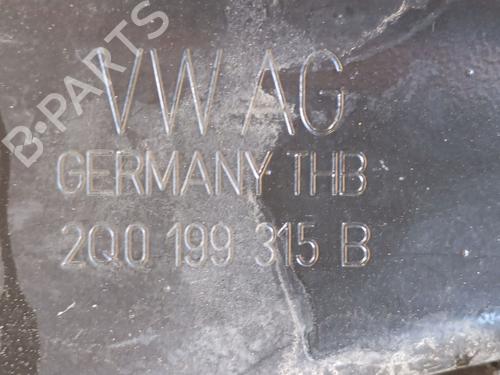 B-PARTS
VW AG
GERMANY THB
2Q0 199 315 B